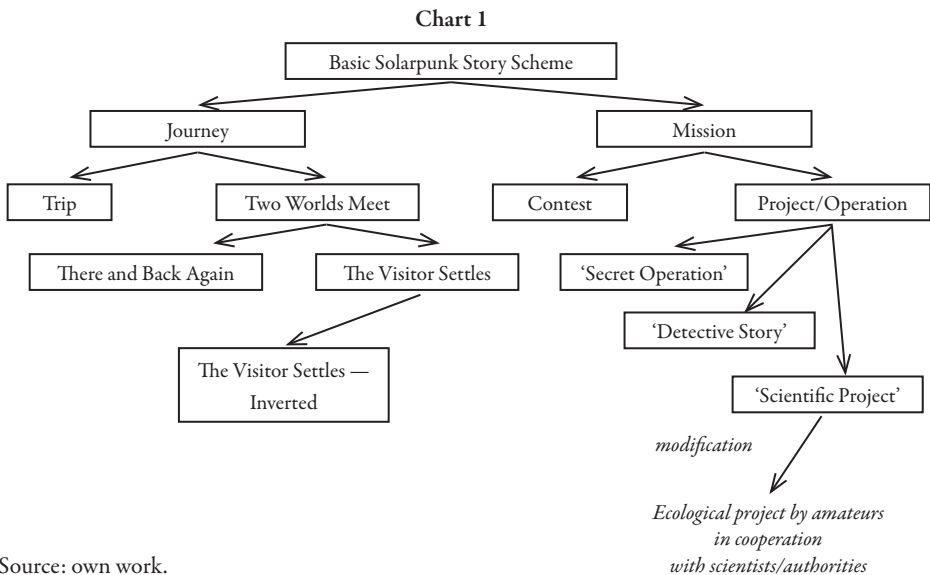 Chart 1
Basic Solarpunk Story Scheme
Journey
Mission
Trip
Two Worlds Meet
Contest
Project/Operation
There and Back Again
The Visitor Settles
‘Secret Operation’
‘Detective Story’
The Visitor Settles —
Inverted
‘Scientific Project’
modification
Ecological project by amateurs
in cooperation
with scientists/authorities
Source: own work.